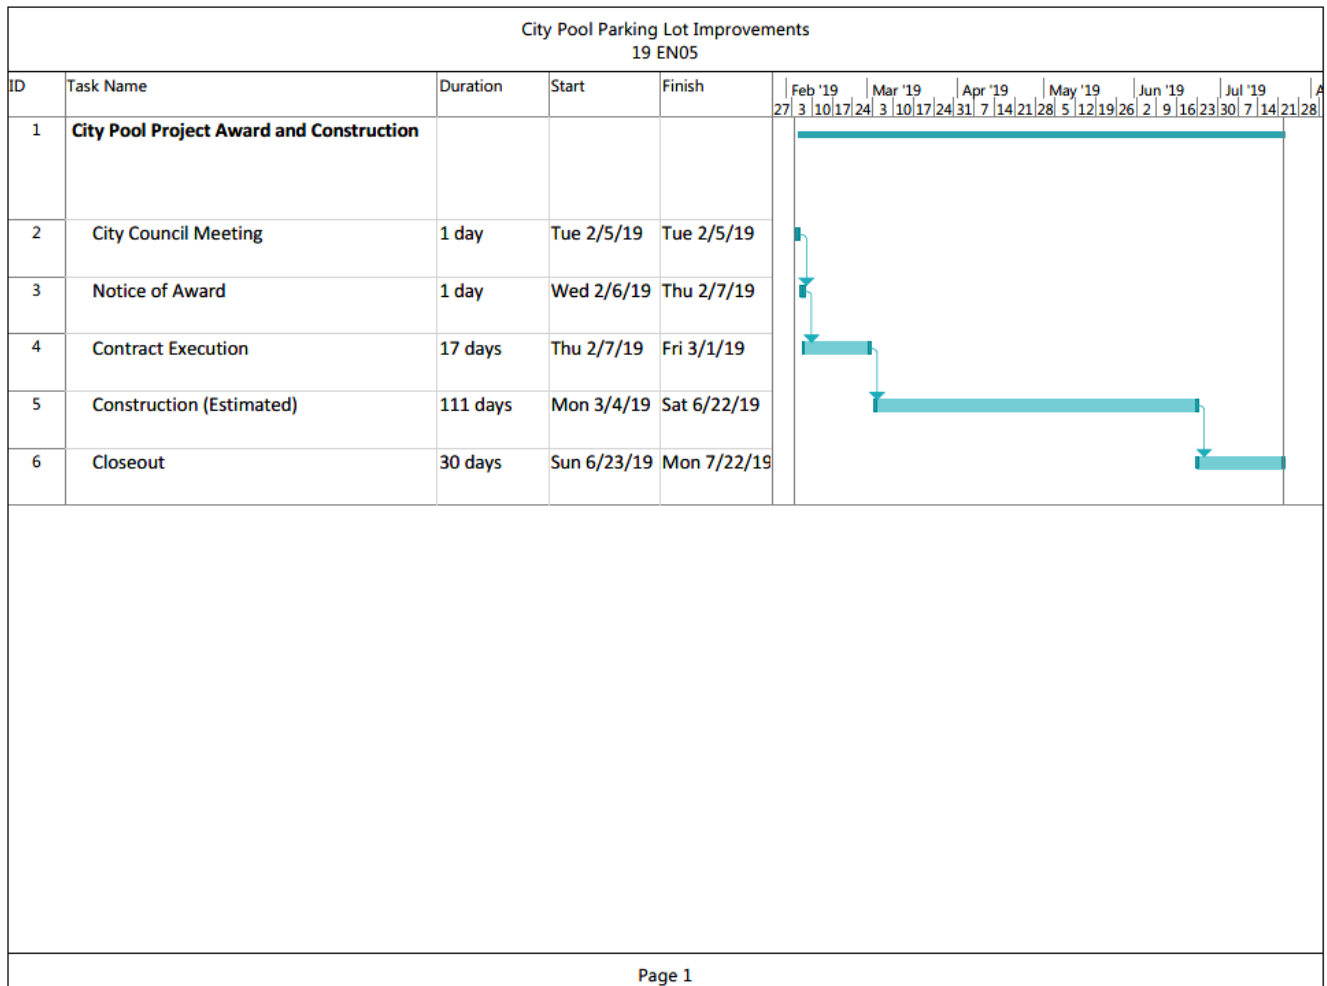 City Pool Parking Lot Improvements
19 EN05
ID Task Name Duration Start Finish Feb '19 Mar '19 Apr '19 May '19 Jun '19 Jul '19 A
27 3 10 17 24 3 10 17 24 31 7 14 21 28 5 12 19 26 2 9 16 23 30 7 14 21 28
1 City Pool Project Award and Construction
2 City Council Meeting 1 day Tue 2/5/19 Tue 2/5/19
3 Notice of Award 1 day Wed 2/6/19 Thu 2/7/19
4 Contract Execution 17 days Thu 2/7/19 Fri 3/1/19
5 Construction (Estimated) 111 days Mon 3/4/19 Sat 6/22/19
6 Closeout 30 days Sun 6/23/19 Mon 7/22/19
Page 1